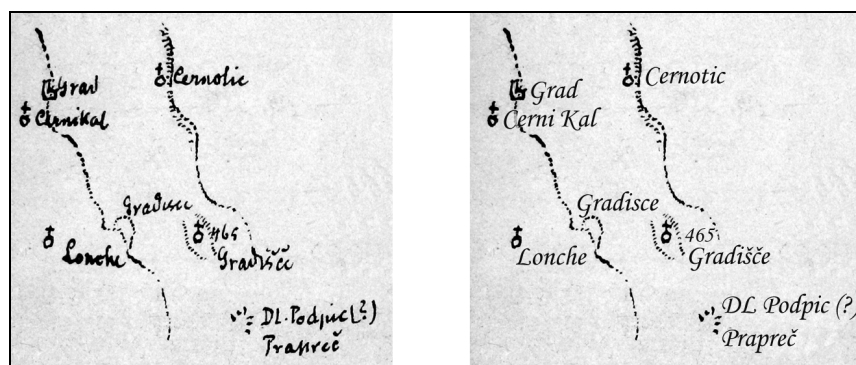 Cernotic
Grad
Černikal
Gradisce
465
Lonche
Gradišče
DL. Podpic (?)
Prapreč
Cernotic
Grad
Černi Kal
Gradisce
465
Lonche
Gradišče
DL Podpic (?)
Prapreč